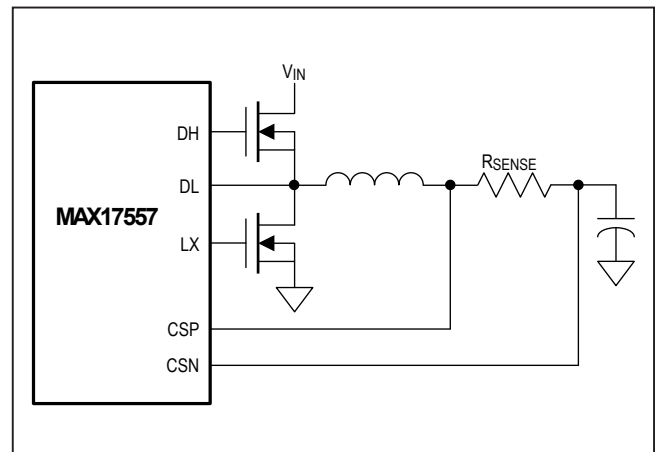 VIN
DH
RSENSE
DL
MAX17557
LX
CSP
CSN